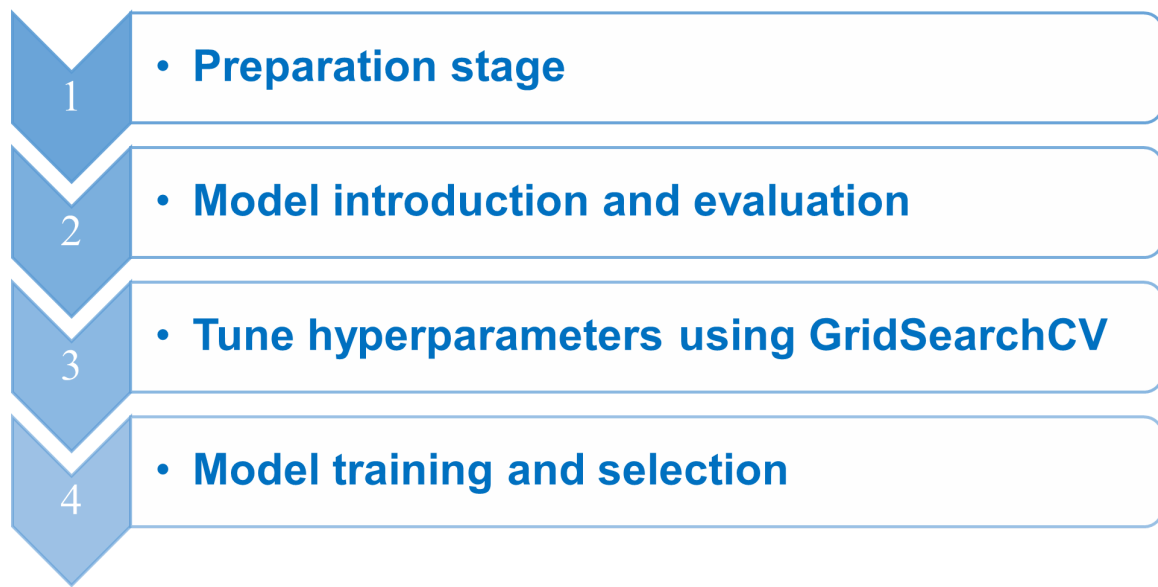 1
• Preparation stage
2
• Model introduction and evaluation
3
• Tune hyperparameters using GridSearchCV
4
• Model training and selection